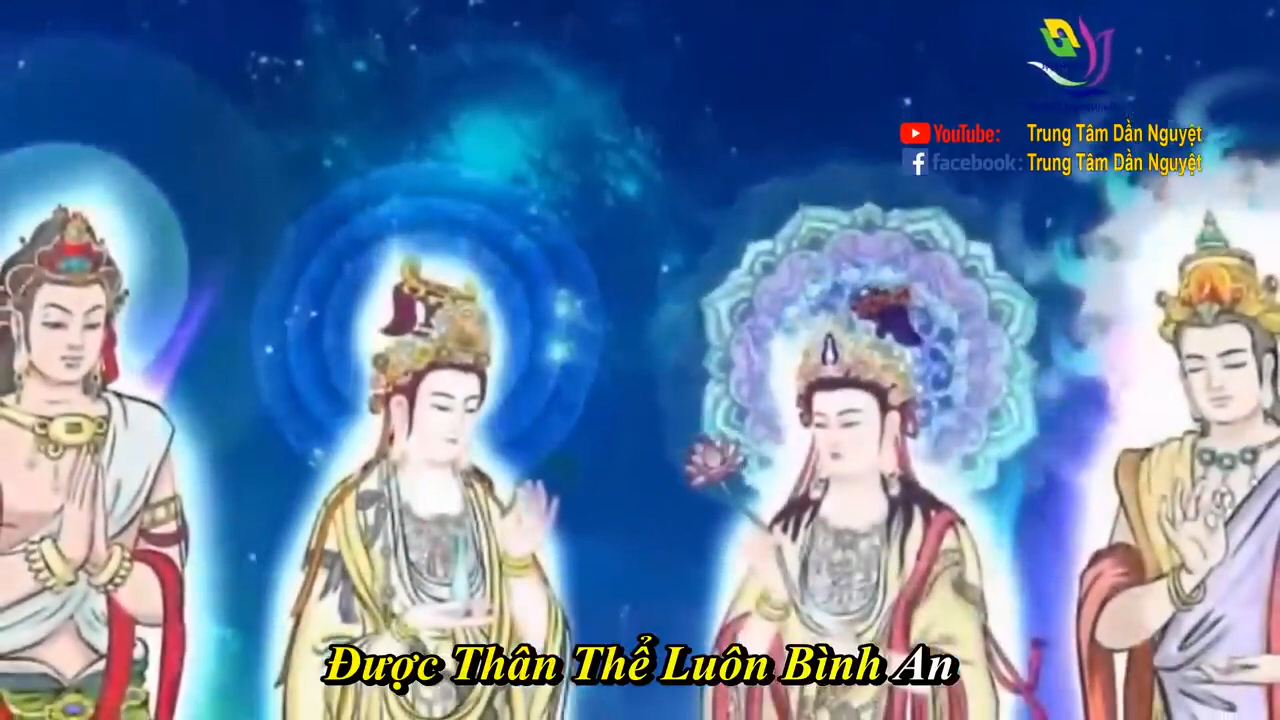 YouTube: Trung Tâm Dần Nguyệt
facebook: Trung Tâm Dần Nguyệt
Được Thân Thể Luôn Bình An